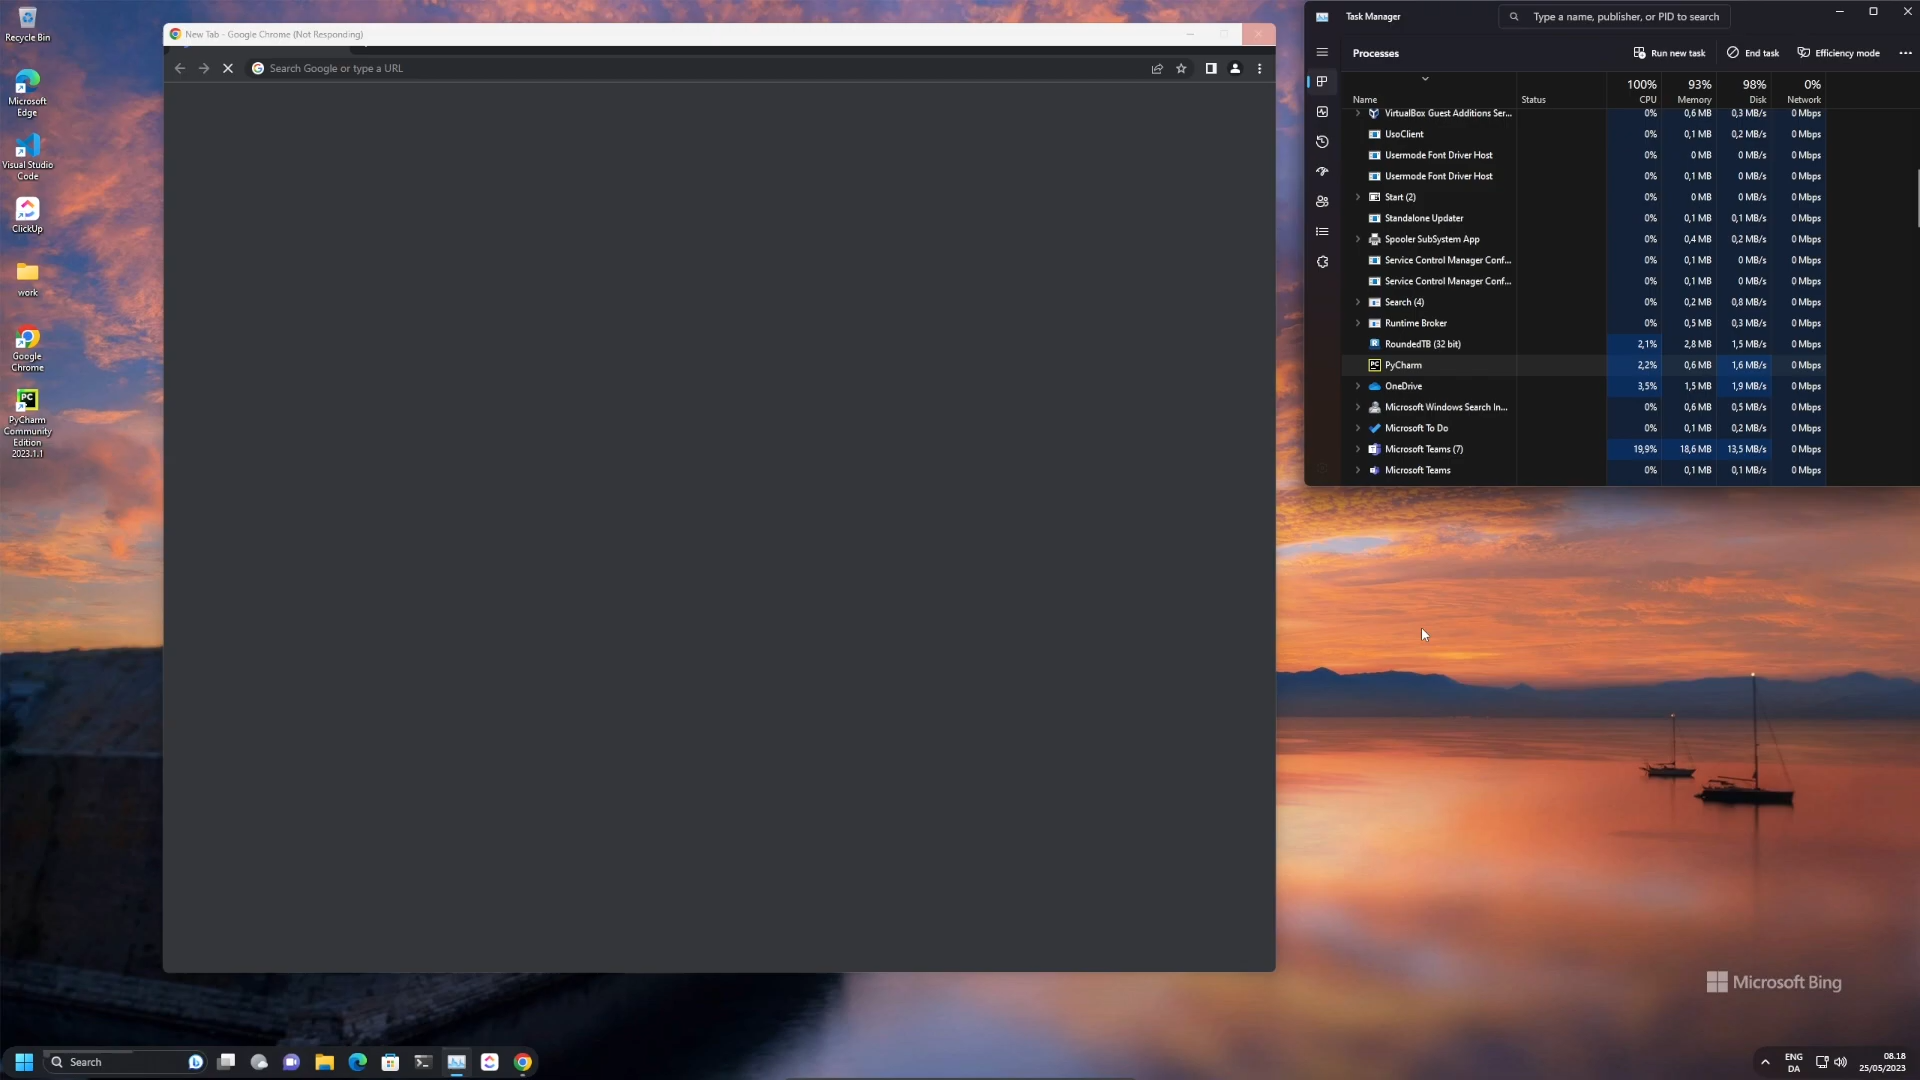 Recycle Bin
Microsoft
Edge
Visual Studio
Code
ClickUp
work
Google
Chrome
PyCharm
Community
Edition
2023.1.1
New Tab - Google Chrome (Not Responding)
Search Google or type a URL
Task Manager
Type a name, publisher, or PID to search
Processes
Run new task
End task
Efficiency mode
100% 93% 98% 0%
Name Status CPU Memory Disk Network
VirtualBox Guest Additions Ser... 0% 0,6 MB 0,3 MB/s 0 Mbps
UsoClient 0% 0,1 MB 0,2 MB/s 0 Mbps
Usermode Font Driver Host 0% 0 MB 0 MB/s 0 Mbps
Usermode Font Driver Host 0% 0,1 MB 0 MB/s 0 Mbps
Start (2) 0% 0 MB 0 MB/s 0 Mbps
Standalone Updater 0% 0,1 MB 0,1 MB/s 0 Mbps
Spooler SubSystem App 0% 0,4 MB 0,2 MB/s 0 Mbps
Service Control Manager Conf... 0% 0,1 MB 0 MB/s 0 Mbps
Service Control Manager Conf... 0% 0,1 MB 0 MB/s 0 Mbps
Search (4) 0% 0,2 MB 0,8 MB/s 0 Mbps
Runtime Broker 0% 0,5 MB 0,3 MB/s 0 Mbps
RoundedTB (32 bit) 2,1% 2,8 MB 1,5 MB/s 0 Mbps
PyCharm 2,2% 0,6 MB 1,6 MB/s 0 Mbps
OneDrive 3,5% 1,5 MB 1,9 MB/s 0 Mbps
Microsoft Windows Search In... 0% 0,6 MB 0,5 MB/s 0 Mbps
Microsoft To Do 0% 0,1 MB 0,2 MB/s 0 Mbps
Microsoft Teams (7) 19,9% 18,6 MB 13,5 MB/s 0 Mbps
Microsoft Teams 0% 0,1 MB 0,1 MB/s 0 Mbps
Microsoft Bing
Search
ENG
DA
08.18
25/05/2023